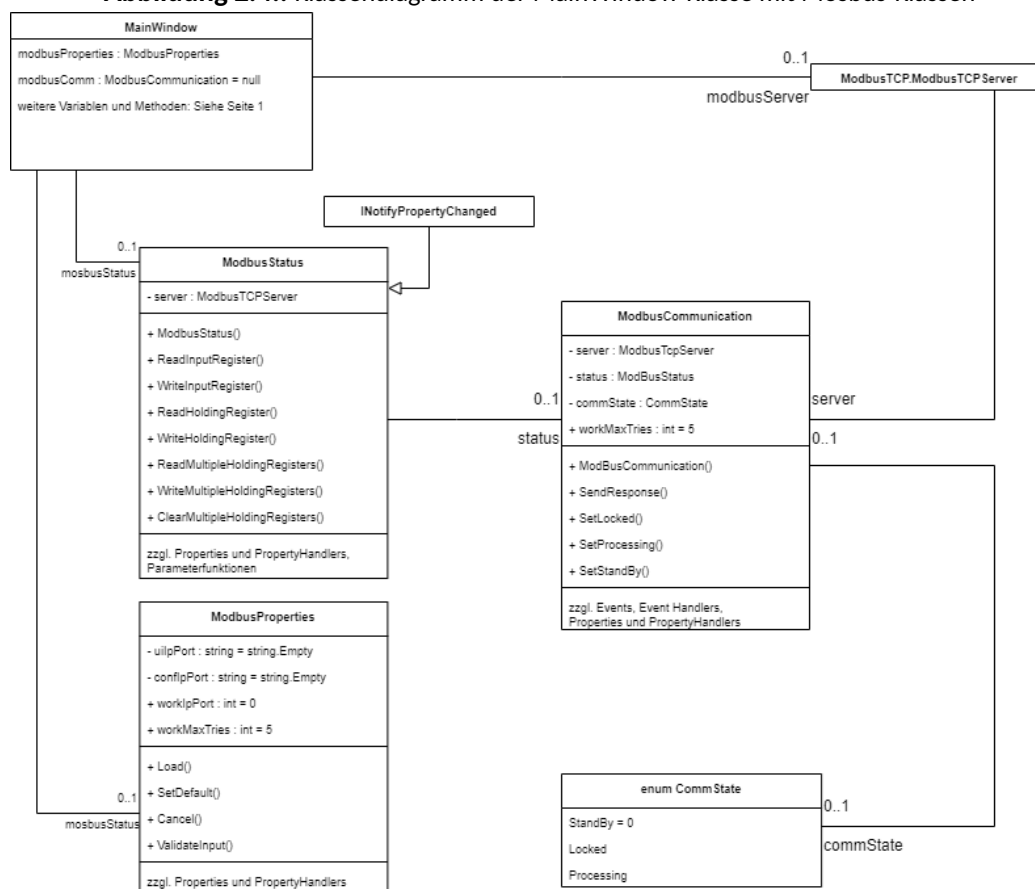 MainWindow
modbusProperties : ModbusProperties
modbusComm : ModbusCommunication = null
weitere Variablen und Methoden: Siehe Seite 1
0..1
modbusServer
ModbusTCP.ModbusTCPServer
INotifyPropertyChanged
0..1
mosbusStatus
ModbusStatus
- server : ModbusTCPServer
+ ModbusStatus()
+ ReadInputRegister()
+ WriteInputRegister()
+ ReadHoldingRegister()
+ WriteHoldingRegister()
+ ReadMultipleHoldingRegisters()
+ WriteMultipleHoldingRegisters()
+ ClearMultipleHoldingRegisters()
zzgl. Properties und PropertyHandlers,
Parameterfunktionen
0..1
status
ModbusCommunication
- server : ModbusTcpServer
- status : ModBusStatus
- commState : CommState
+ workMaxTries : int = 5
+ ModBusCommunication()
+ SendResponse()
+ SetLocked()
+ SetProcessing()
+ SetStandBy()
zzgl. Events, Event Handlers,
Properties und PropertyHandlers
server
0..1
ModbusProperties
- uiIpPort : string = string.Empty
- confIpPort : string = string.Empty
+ workIpPort : int = 0
+ workMaxTries : int = 5
+ Load()
+ SetDefault()
+ Cancel()
+ ValidateInput()
zzgl. Properties und PropertyHandlers
0..1
mosbusStatus
enum CommState
StandBy = 0
Locked
Processing
0..1
commState